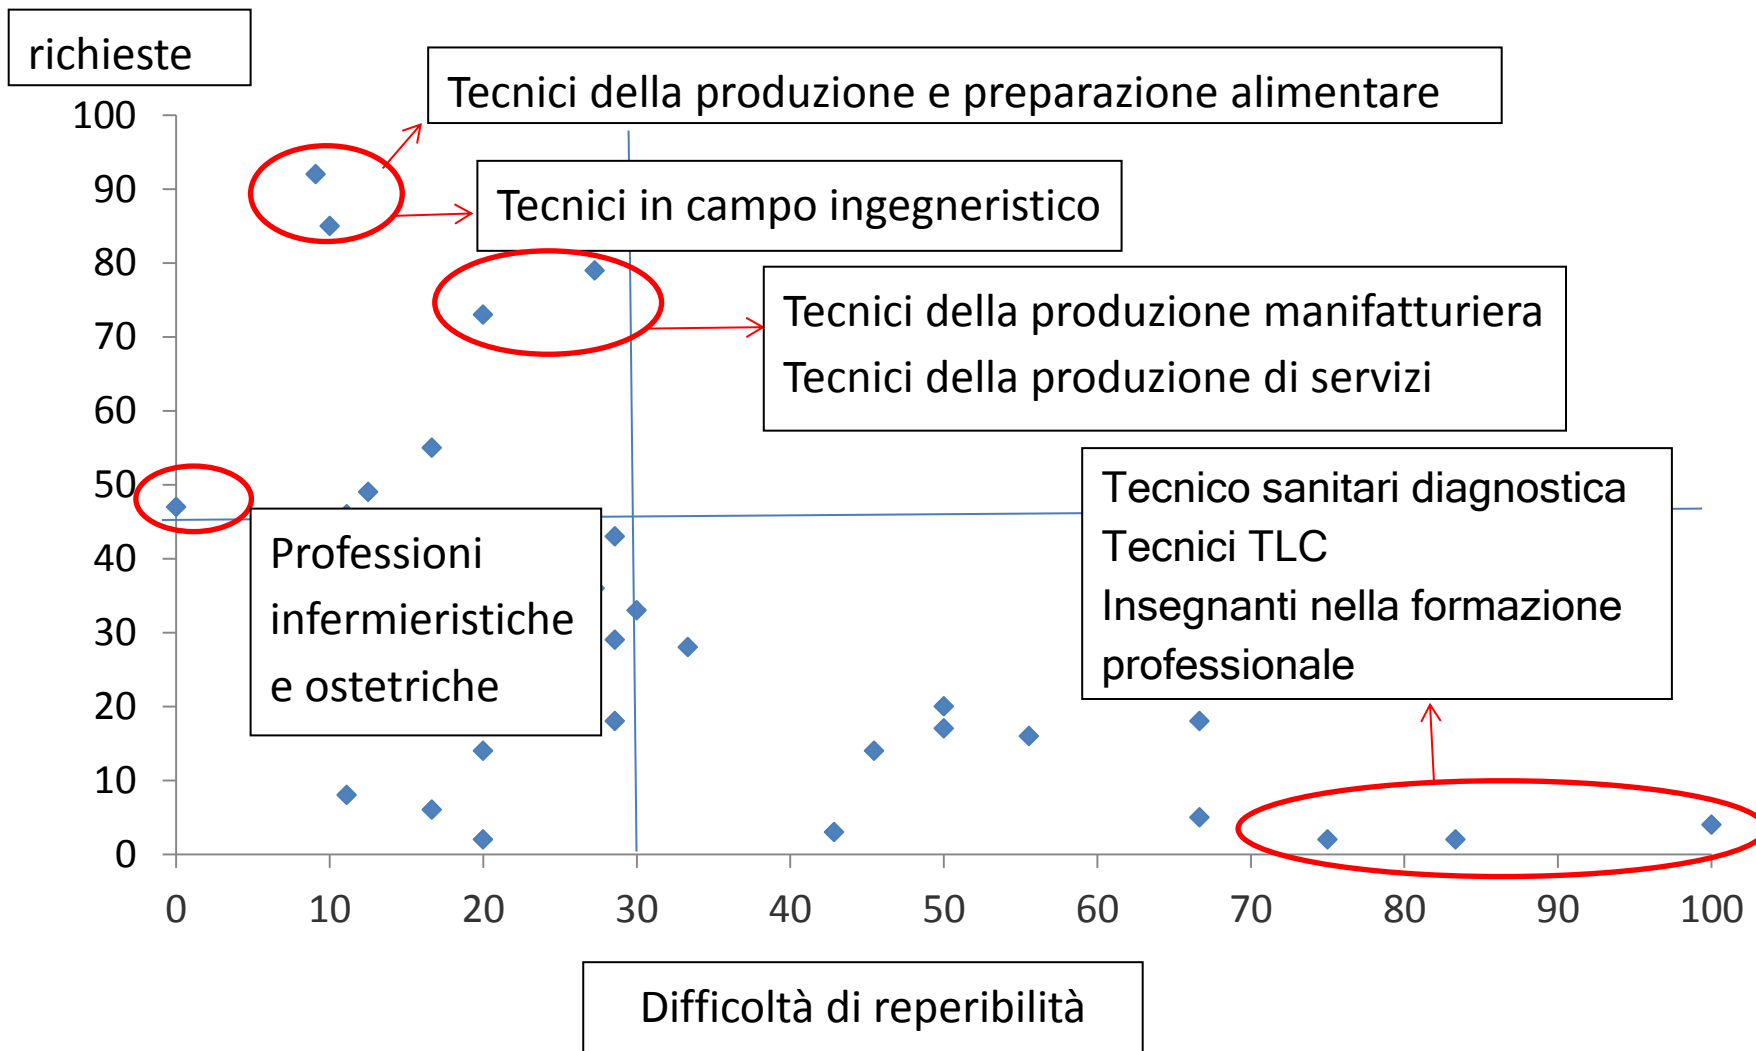 richieste
Tecnici della produzione e preparazione alimentare
Tecnici in campo ingegneristico
Tecnici della produzione manifatturiera
Tecnici della produzione di servizi
Tecnico sanitari diagnostica
Tecnici TLC
Insegnanti nella formazione
professionale
Professioni
infermieristiche
e ostetriche
100
90
80
70
60
50
40
30
20
10
0
0 10 20 30 40 50 60 70 80 90 100
Difficoltà di reperibilità